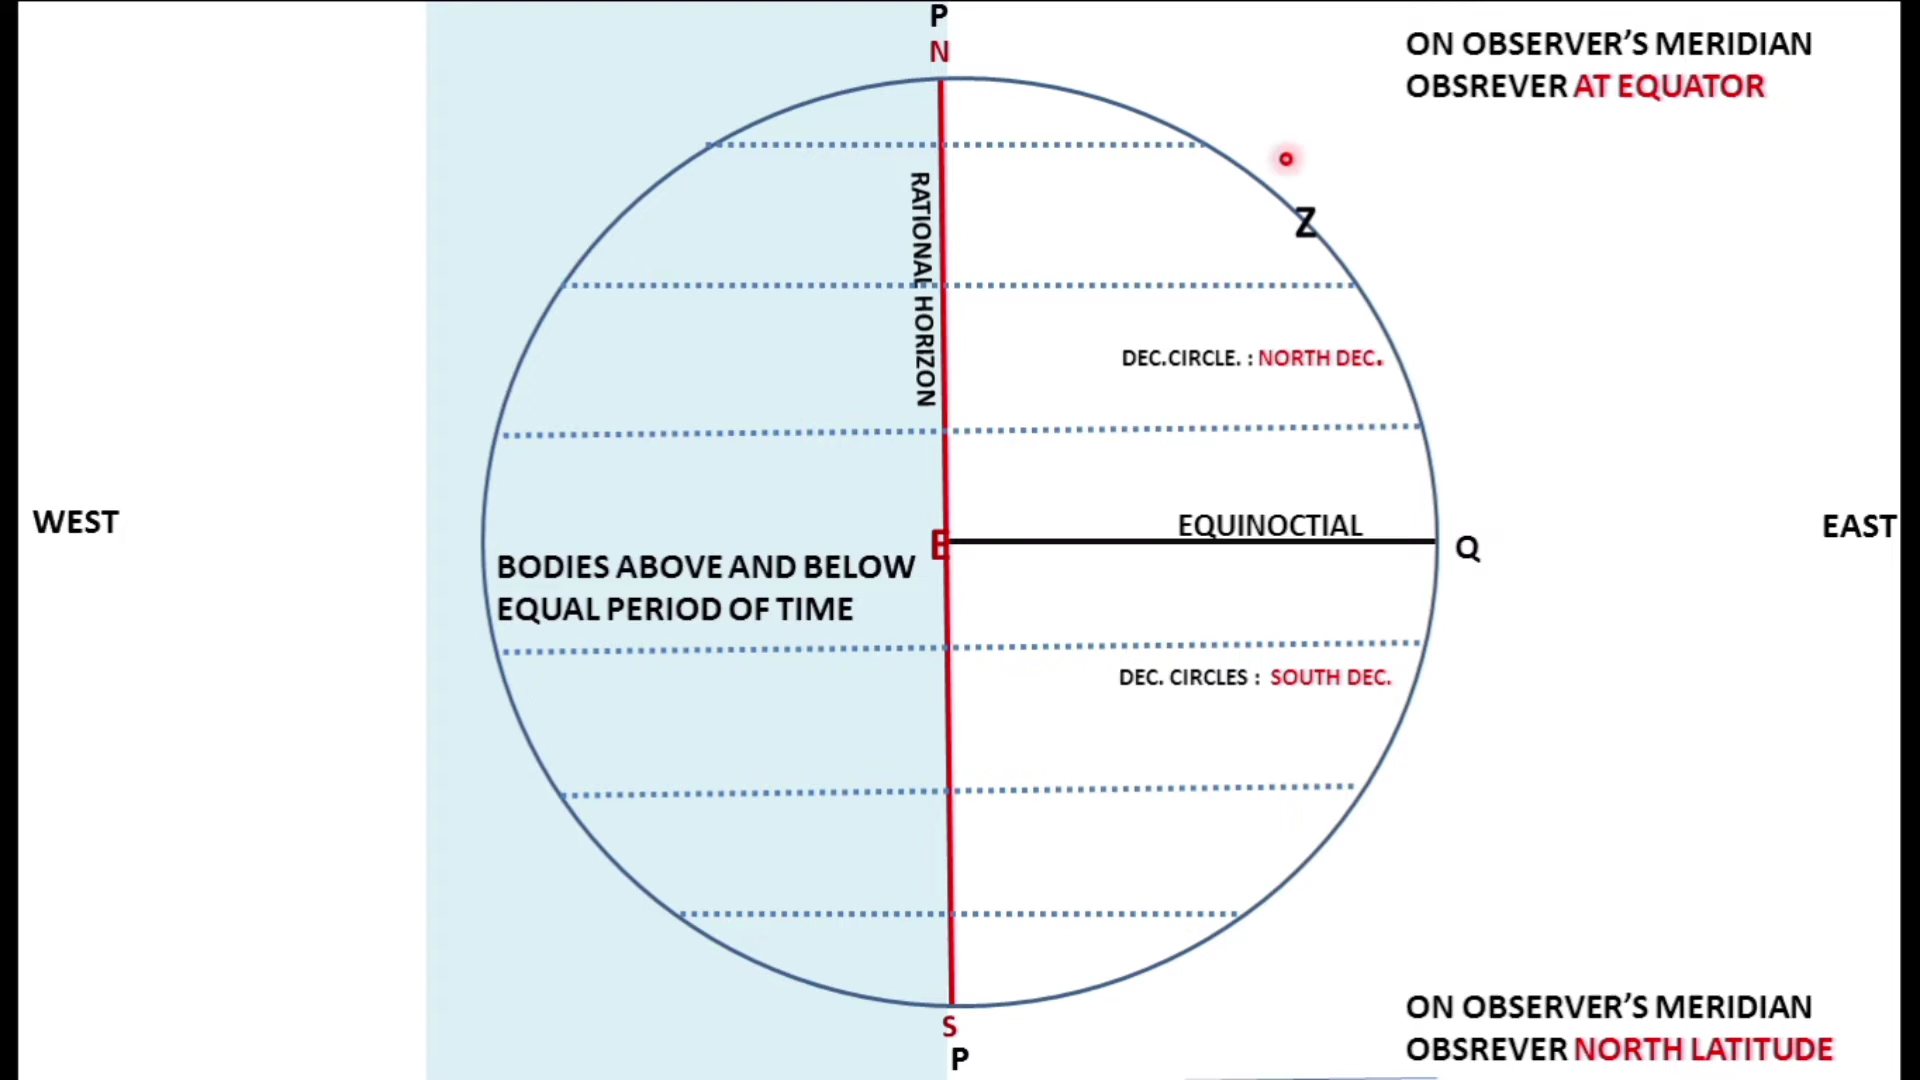 P
N
ON OBSERVER'S MERIDIAN
OBSREVER AT EQUATOR
Z
RATIONAL HORIZON
DEC.CIRCLE. : NORTH DEC.
WEST
EQUINOCTIAL
EAST
E
Q
BODIES ABOVE AND BELOW
EQUAL PERIOD OF TIME
DEC. CIRCLES : SOUTH DEC.
S
P
ON OBSERVER'S MERIDIAN
OBSREVER NORTH LATITUDE